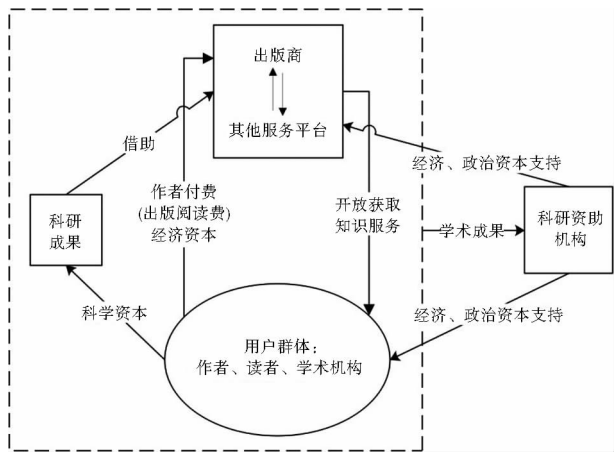 出版商
其他服务平台
借助
经济、政治资本支持
作者付费
(出版阅读费)
经济资本
开放获取
知识服务
科研
成果
学术成果
科研资助
机构
科学资本
经济、政治资本支持
用户群体：
作者、读者、学术机构